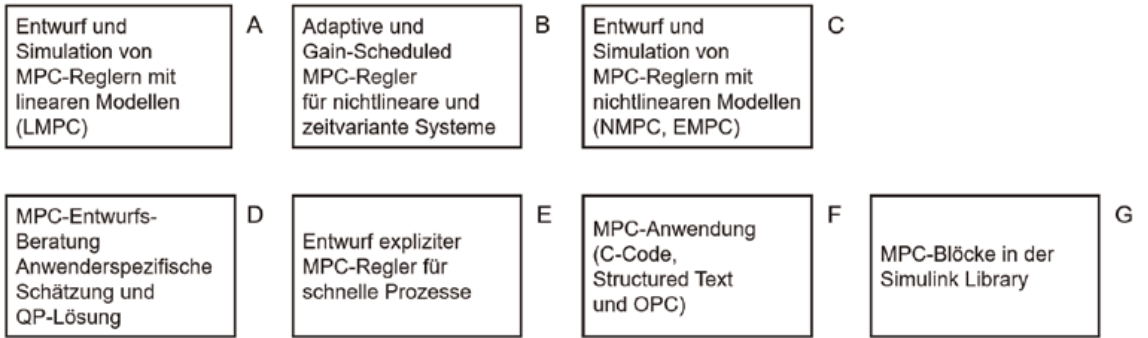 Entwurf und
Simulation von
MPC-Reglern mit
linearen Modellen
(LMPC)
A
Adaptive und
Gain-Scheduled
MPC-Regler
für nichtlineare und
zeitvariante Systeme
B
Entwurf und
Simulation von
MPC-Reglern mit
nichtlinearen Modellen
(NMPC, EMPC)
C
MPC-Entwurfs-
Beratung
Anwenderspezifische
Schätzung und
QP-Lösung
D
Entwurf expliziter
MPC-Regler für
schnelle Prozesse
E
MPC-Anwendung
(C-Code,
Structured Text
und OPC)
F
MPC-Blöcke in der
Simulink Library
G